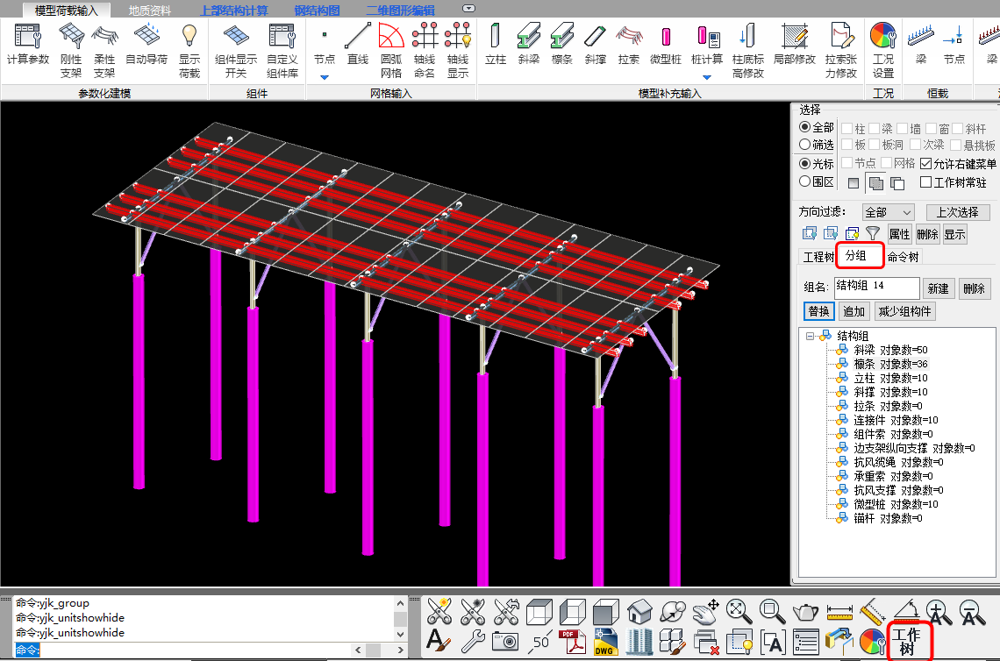 模型荷载输入 地质资料 上部结构计算 钢结构图 二维图形编辑
计算参数 刚性支架 柔性支架 自动导荷 显示荷载 组件显示开关 自定义组件库 节点 直线 圆弧网格 轴线命名 轴线显示 立柱 斜梁 檩条 斜撑 拉索 微型桩 桩计算 柱底标高修改 局部修改 拉索张力修改 工况设置 梁 节点 梁
参数化建模 组件 网格输入 模型补充输入 工况 恒载
选择
全部 柱 梁 墙 窗 斜杆
筛选 板 板洞 次梁 悬挑板
光标 节点 网格 允许右键菜单
围区 工作树常驻
方向过滤： 全部 上次选择
属性 删除 显示
工程树 分组 命令树
组名: 结构组 14 新建 删除
替换 追加 减少组构件
结构组
斜梁 对象数=50
檩条 对象数=36
立柱 对象数=10
斜撑 对象数=10
拉条 对象数=0
连接件 对象数=10
组件索 对象数=0
边支架纵向支撑 对象数=0
抗风缆绳 对象数=0
承重索 对象数=0
抗风支撑 对象数=0
微型桩 对象数=10
锚杆 对象数=0
命令:yjk_group
命令:yjk_unitshowhide
命令:yjk_unitshowhide
命令:
.50 PDF DWG A 工作树